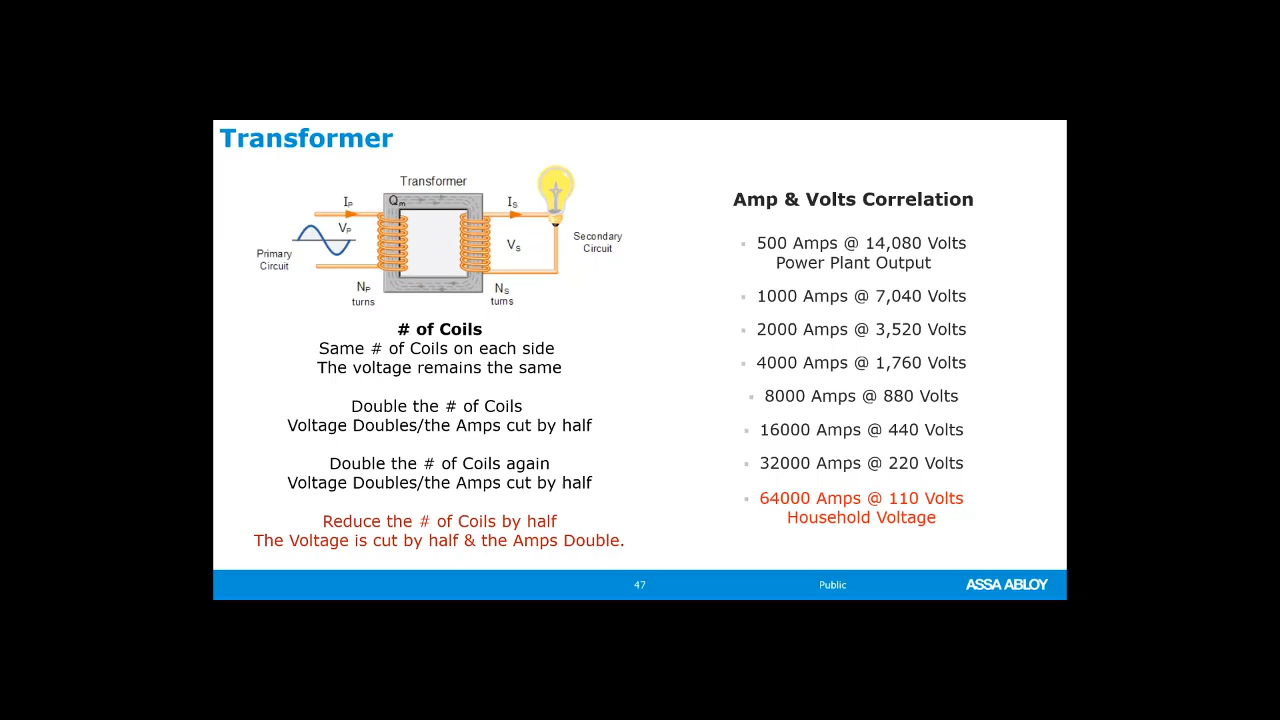 Transformer
Transformer
Qm
IP
IS
VP
VS
Primary
Circuit
Secondary
Circuit
NP
turns
NS
turns
# of Coils
Same # of Coils on each side
The voltage remains the same
Double the # of Coils
Voltage Doubles/the Amps cut by half
Double the # of Coils again
Voltage Doubles/the Amps cut by half
Reduce the # of Coils by half
The Voltage is cut by half & the Amps Double.
Amp & Volts Correlation
500 Amps @ 14,080 Volts
Power Plant Output
1000 Amps @ 7,040 Volts
2000 Amps @ 3,520 Volts
4000 Amps @ 1,760 Volts
8000 Amps @ 880 Volts
16000 Amps @ 440 Volts
32000 Amps @ 220 Volts
64000 Amps @ 110 Volts
Household Voltage
47
Public
ASSA ABLOY